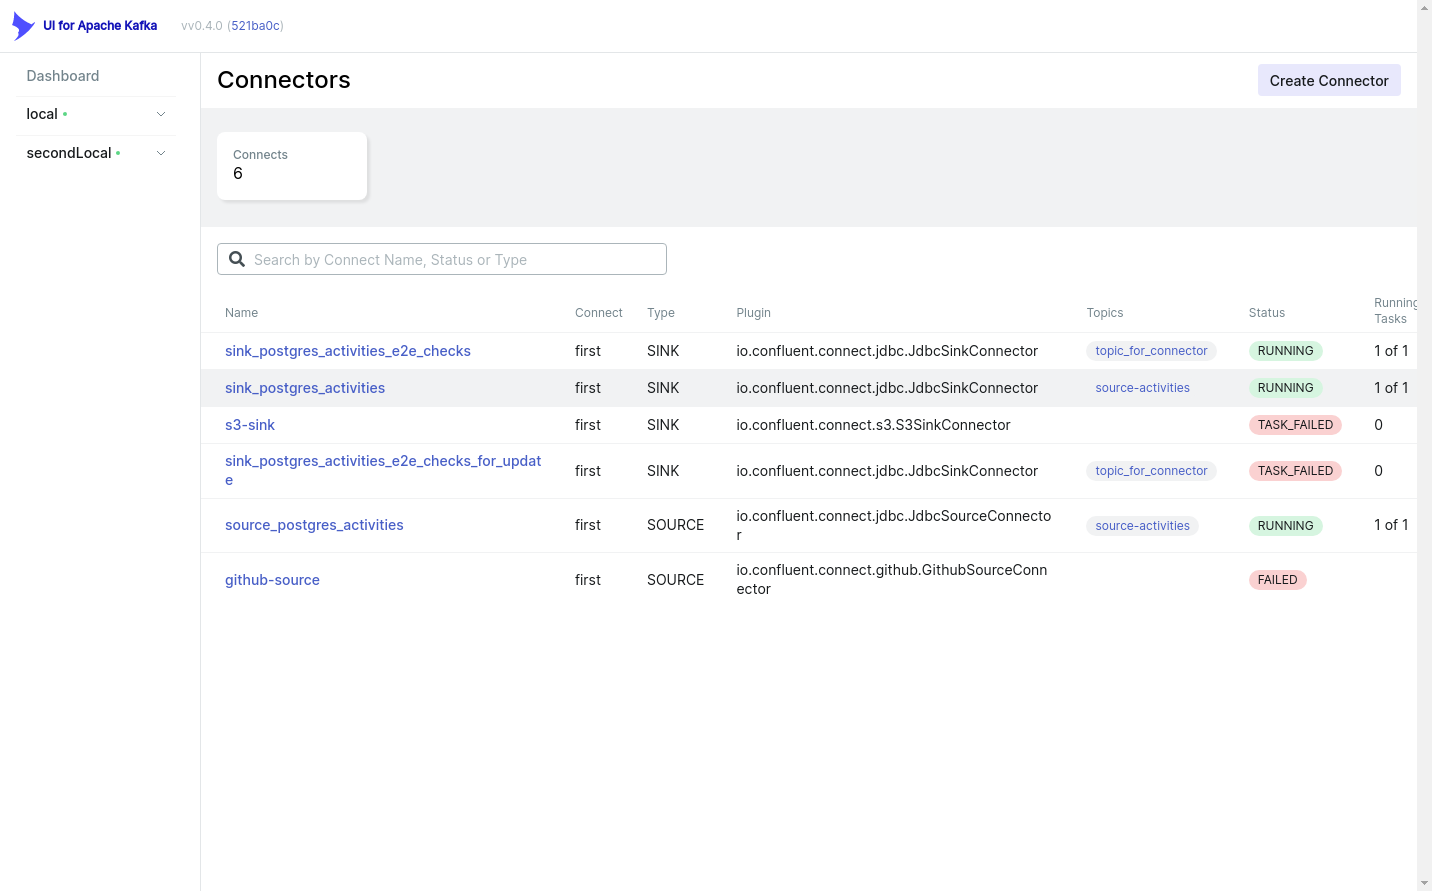 UI for Apache Kafka vv0.4.0 (521ba0c)
Dashboard
local
secondLocal
Connectors
Create Connector
Connects
6
Search by Connect Name, Status or Type
Name Connect Type Plugin Topics Status Running
Tasks
sink_postgres_activities_e2e_checks first SINK io.confluent.connect.jdbc.JdbcSinkConnector topic_for_connector RUNNING 1 of 1
sink_postgres_activities first SINK io.confluent.connect.jdbc.JdbcSinkConnector source-activities RUNNING 1 of 1
s3-sink first SINK io.confluent.connect.s3.S3SinkConnector TASK_FAILED 0
sink_postgres_activities_e2e_checks_for_updat
e first SINK io.confluent.connect.jdbc.JdbcSinkConnector topic_for_connector TASK_FAILED 0
source_postgres_activities first SOURCE io.confluent.connect.jdbc.JdbcSourceConnecto
r source-activities RUNNING 1 of 1
github-source first SOURCE io.confluent.connect.github.GithubSourceConn
ector FAILED